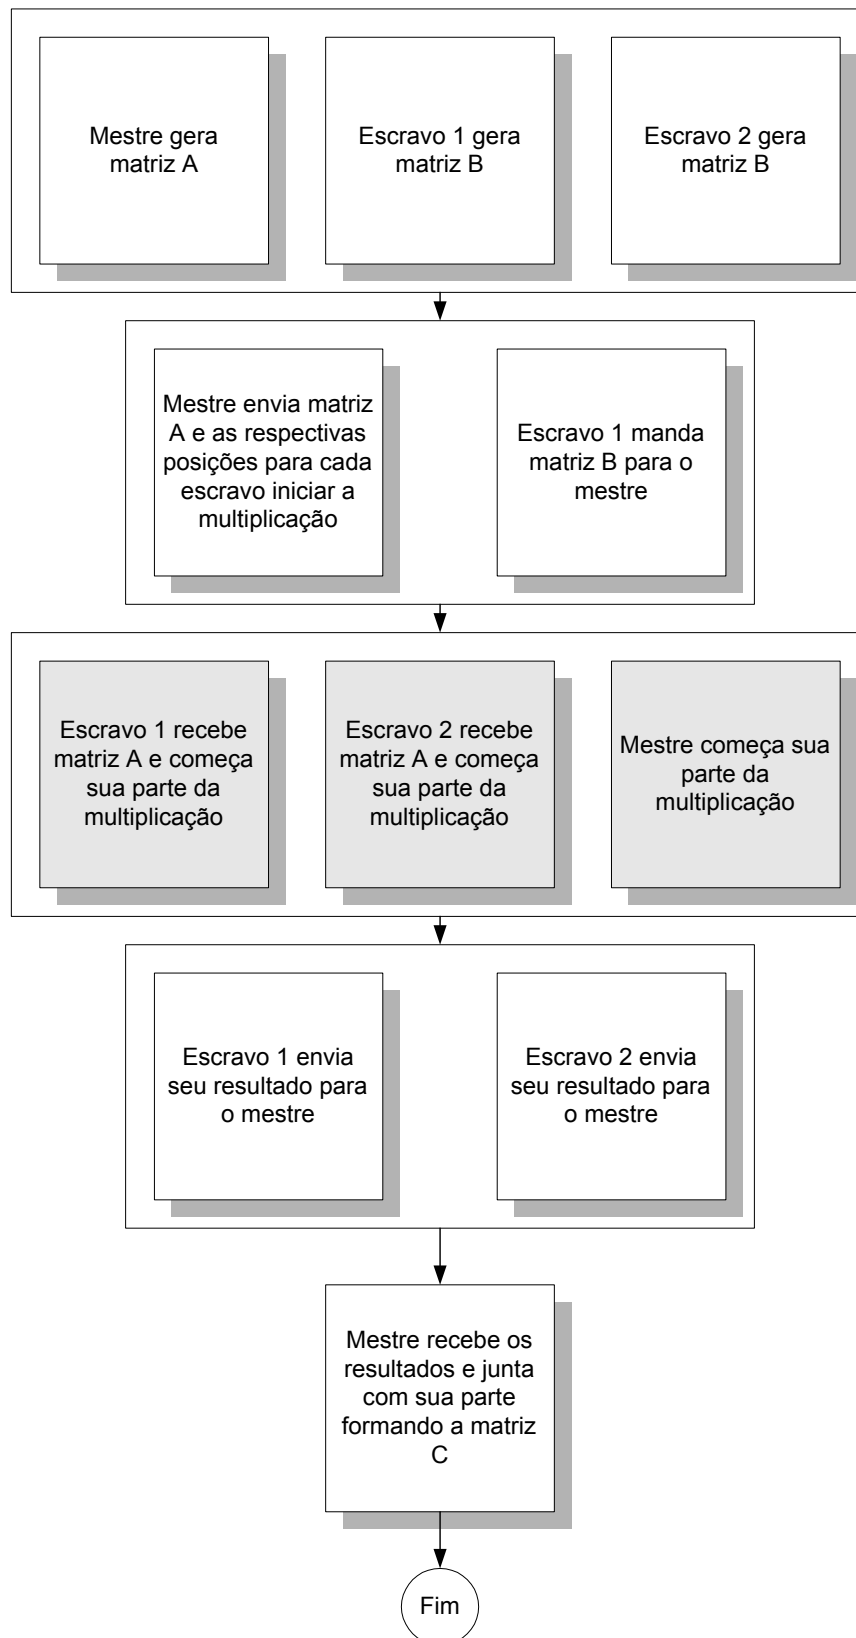 Mestre gera
matriz A
Escravo 1 gera
matriz B
Escravo 2 gera
matriz B
Mestre envia matriz
A e as respectivas
posições para cada
escravo iniciar a
multiplicação
Escravo 1 manda
matriz B para o
mestre
Escravo 1 recebe
matriz A e começa
sua parte da
multiplicação
Escravo 2 recebe
matriz A e começa
sua parte da
multiplicação
Mestre começa sua
parte da
multiplicação
Escravo 1 envia
seu resultado para
o mestre
Escravo 2 envia
seu resultado para
o mestre
Mestre recebe os
resultados e junta
com sua parte
formando a matriz
C
Fim